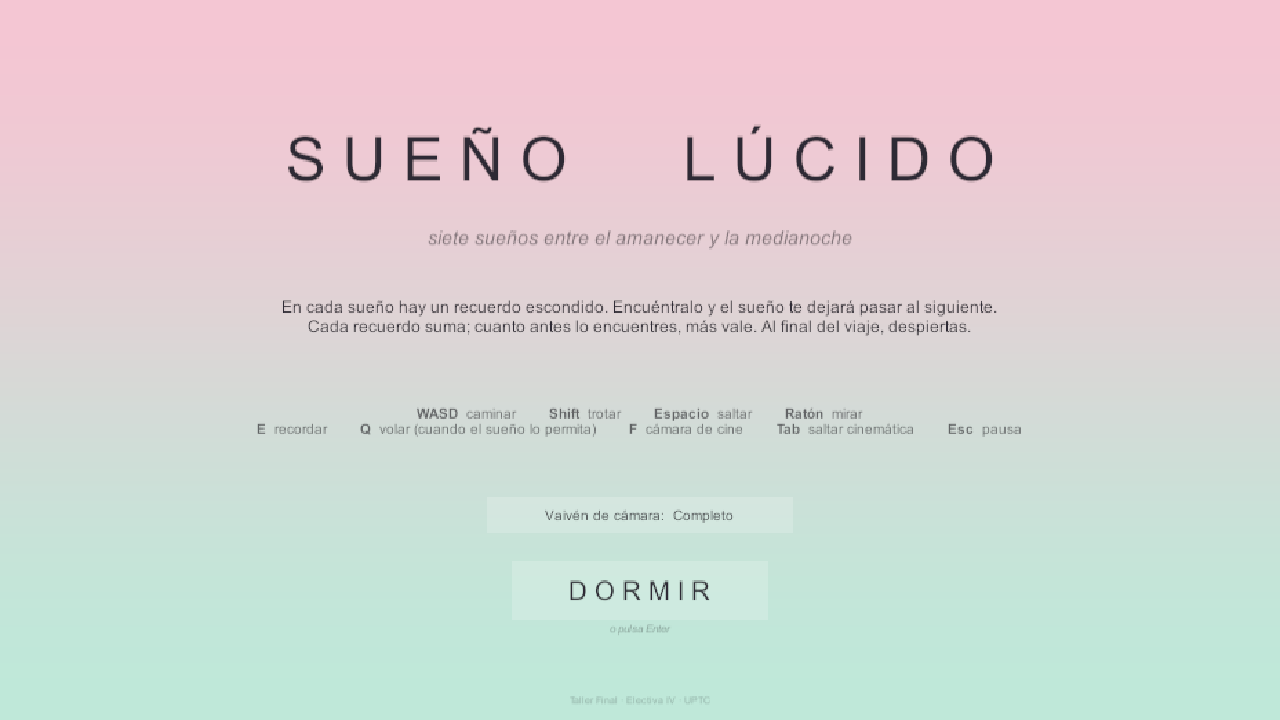 SUEÑO LÚCIDO
siete sueños entre el amanecer y la medianoche
En cada sueño hay un recuerdo escondido. Encuéntralo y el sueño te dejará pasar al siguiente.
Cada recuerdo suma; cuanto antes lo encuentres, más vale. Al final del viaje, despiertas.
WASD caminar Shift trotar Espacio saltar Ratón mirar
E recordar Q volar (cuando el sueño lo permita) F cámara de cine Tab saltar cinemática Esc pausa
Vaivén de cámara: Completo
DORMIR
o pulsa Enter
Taller Final · Electiva IV · UPTC